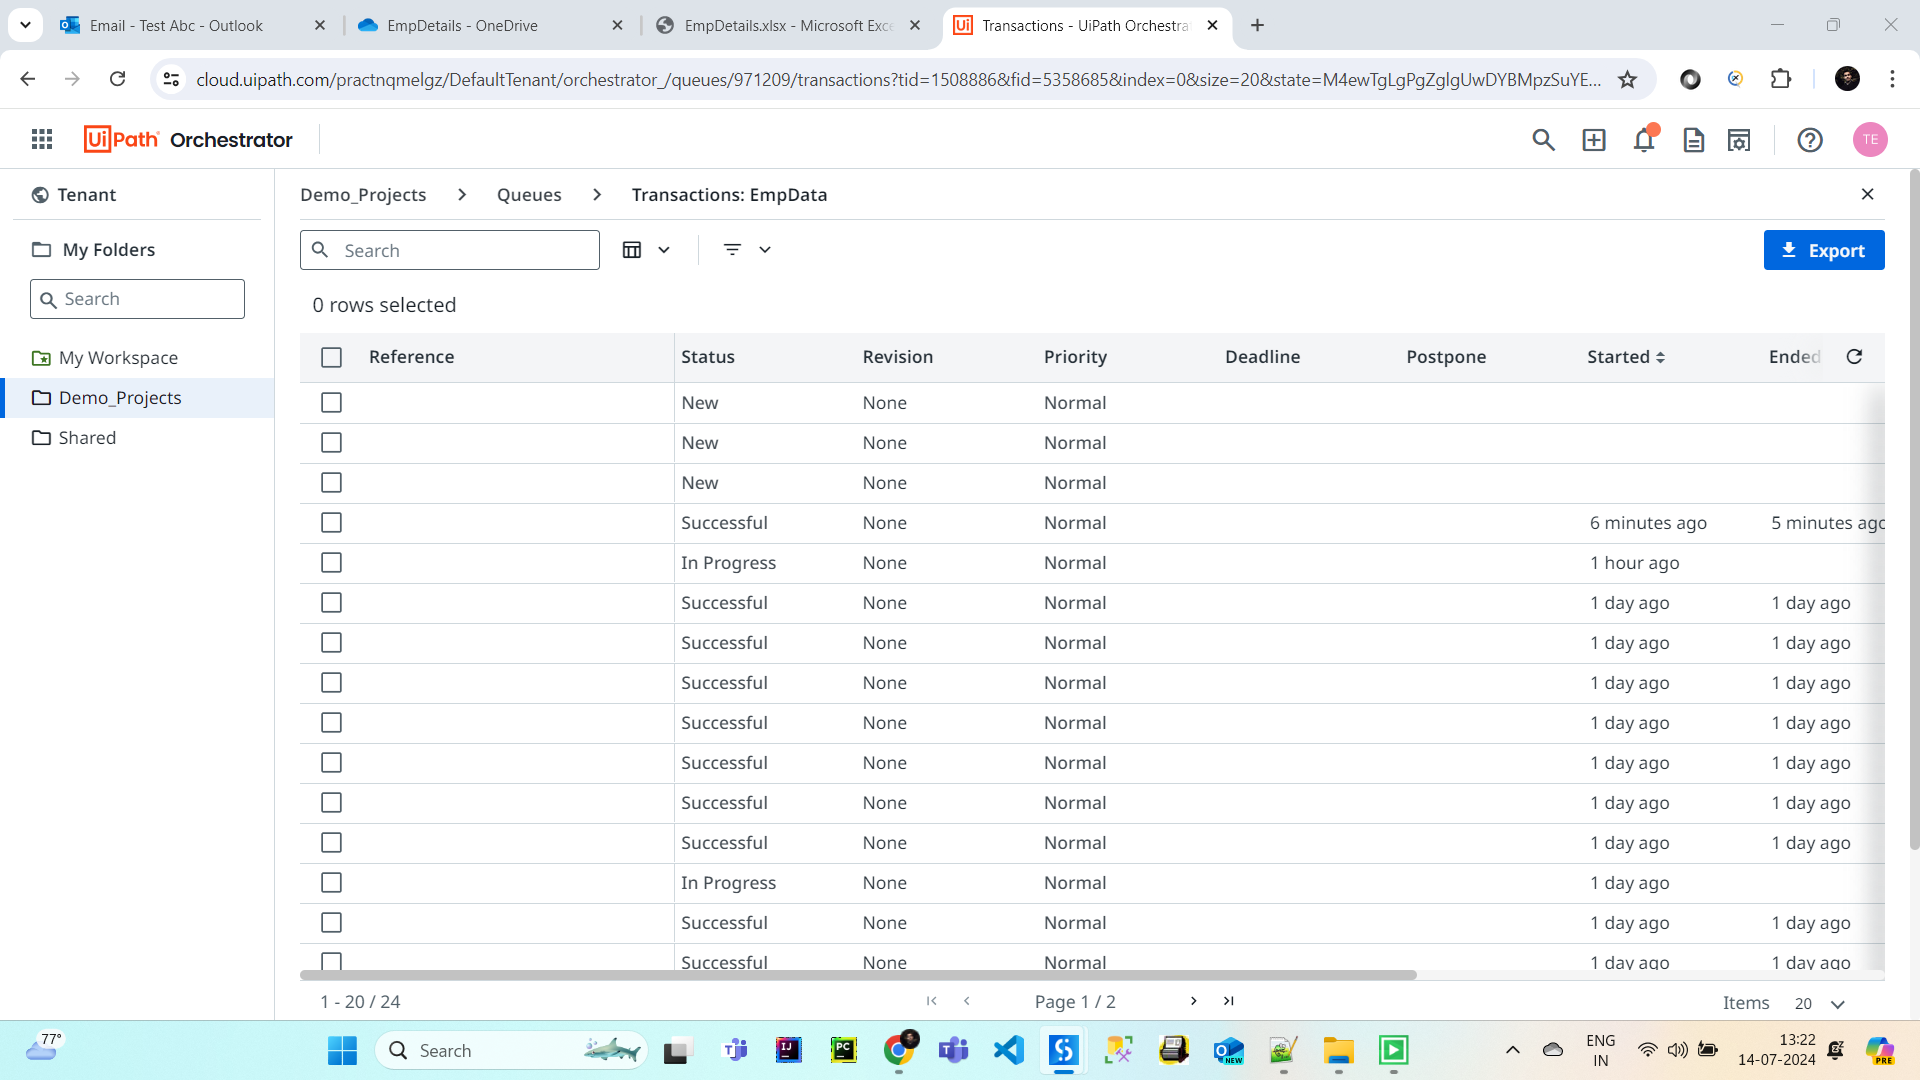 Email - Test Abc - Outlook
EmpDetails - OneDrive
EmpDetails.xlsx - Microsoft Exc
Transactions - UiPath Orchestra
cloud.uipath.com/practnqmelgz/DefaultTenant/orchestrator_/queues/971209/transactions?tid=1508886&fid=5358685&index=0&size=20&state=M4ewTgLgPgZglgUwDYBMpzSuYE...
UiPath Orchestrator
TE
Tenant
Demo_Projects
Queues
Transactions: EmpData
My Folders
Search
Export
Search
0 rows selected
My Workspace
Demo_Projects
Shared
Reference Status Revision Priority Deadline Postpone Started Ended
New None Normal
New None Normal
New None Normal
Successful None Normal 6 minutes ago 5 minutes ago
In Progress None Normal 1 hour ago
Successful None Normal 1 day ago 1 day ago
Successful None Normal 1 day ago 1 day ago
Successful None Normal 1 day ago 1 day ago
Successful None Normal 1 day ago 1 day ago
Successful None Normal 1 day ago 1 day ago
Successful None Normal 1 day ago 1 day ago
Successful None Normal 1 day ago 1 day ago
In Progress None Normal 1 day ago
Successful None Normal 1 day ago 1 day ago
Successful None Normal 1 day ago 1 day ago
1 - 20 / 24
Page 1 / 2
Items 20
77°
Search
IJ
PC
NEW
ENG
IN
13:22
14-07-2024
PRE